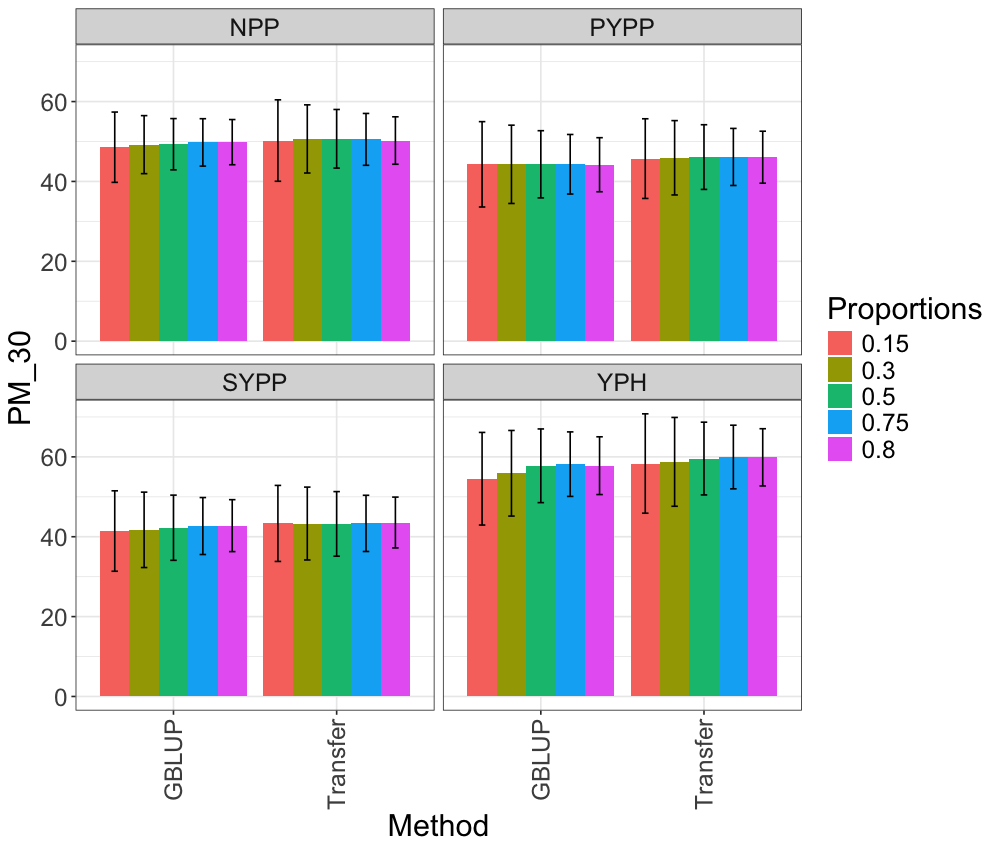 NPP
PYPP
60
40
20
0
SYPP
YPH
60
40
20
0
PM_30
GBLUP
Transfer
GBLUP
Transfer
Method
Proportions
0.15
0.3
0.5
0.75
0.8